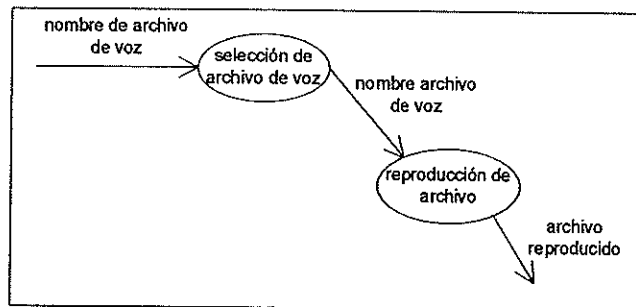 nombre de archivo
de voz
selección de
archivo de voz
nombre archivo
de voz
reproducción de
archivo
archivo
reproducido